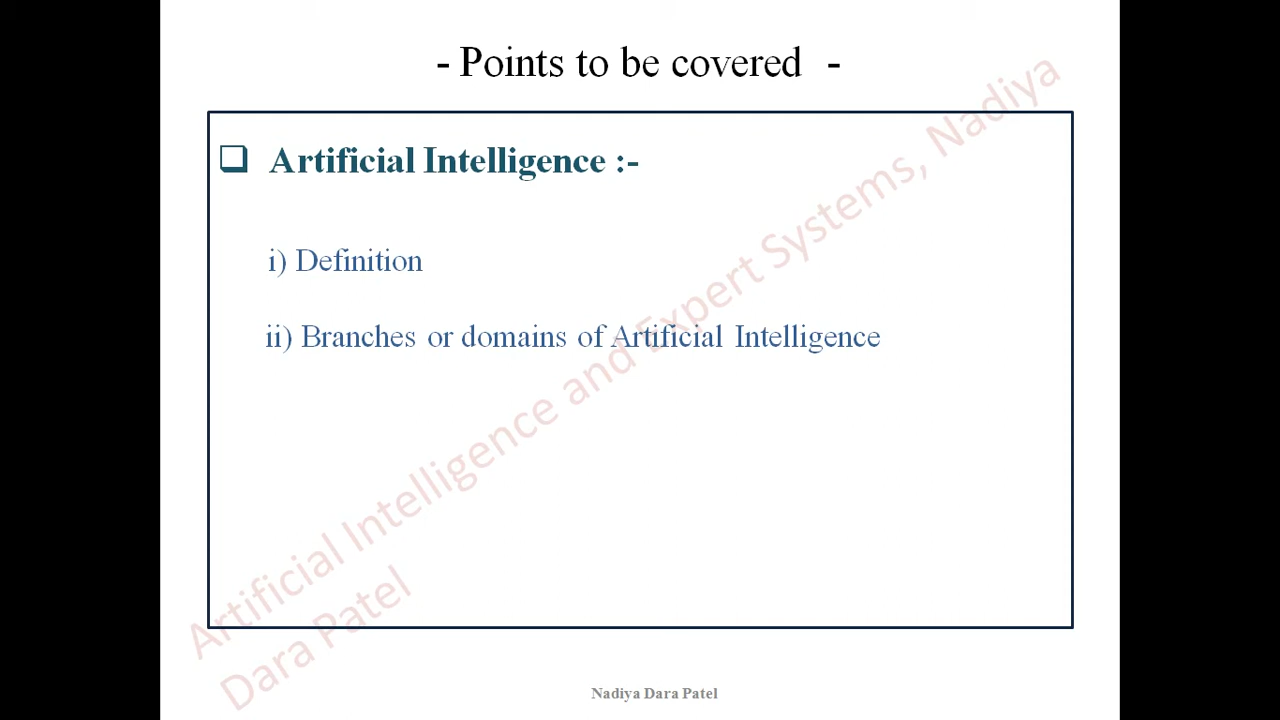 - Points to be covered -
❑ Artificial Intelligence :-
i) Definition
ii) Branches or domains of Artificial Intelligence
Artificial Intelligence and Expert Systems, Nadiya
Dara Patel
Nadiya Dara Patel